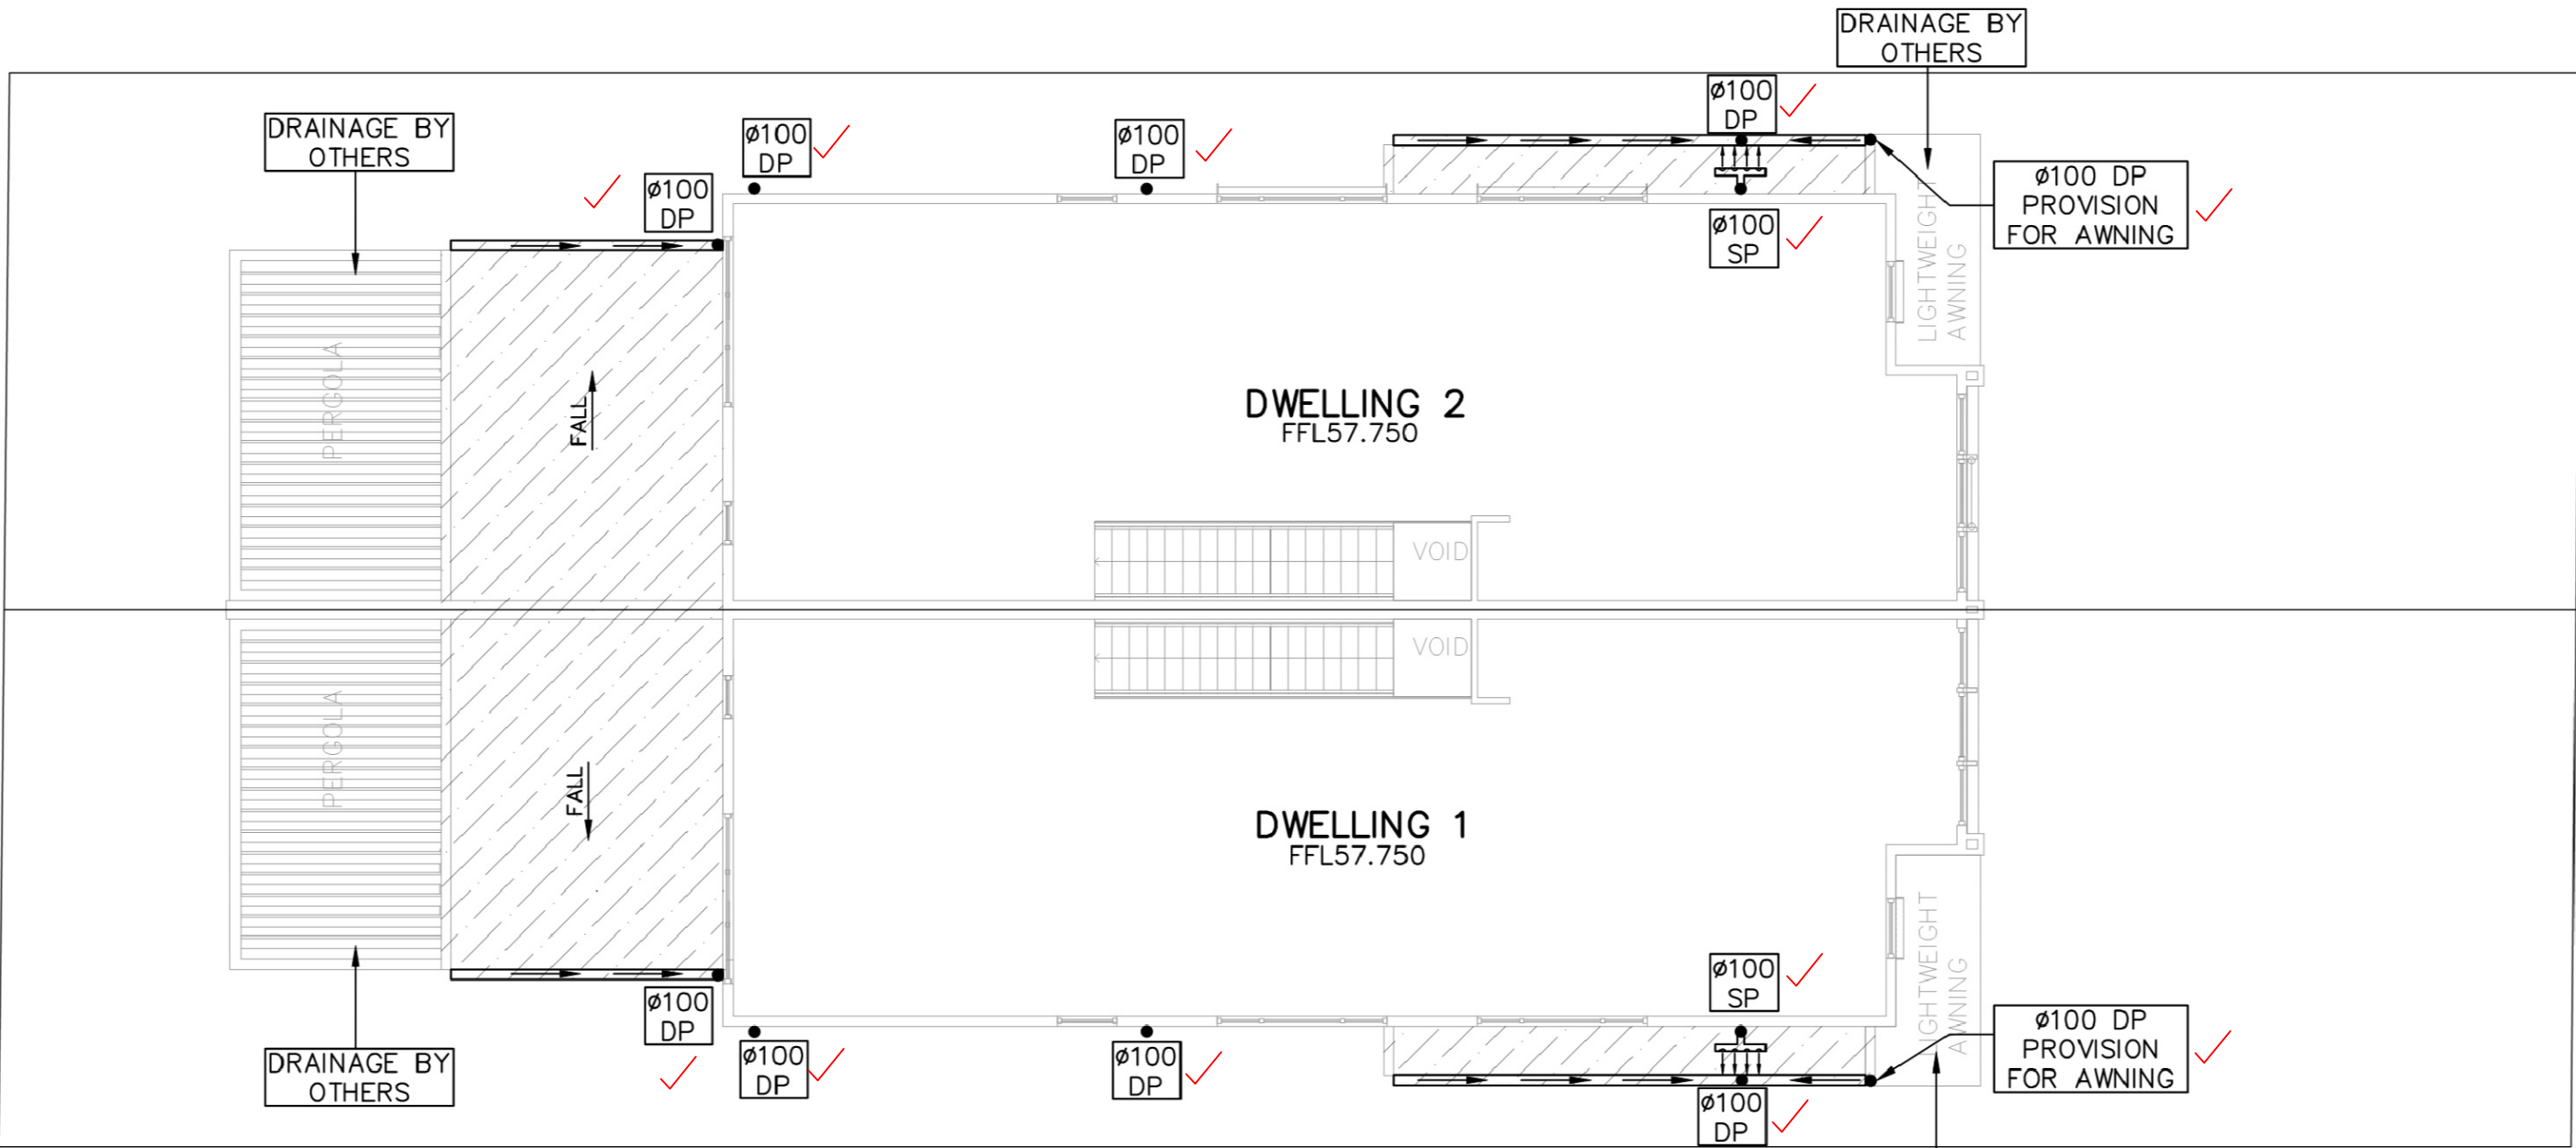 DRAINAGE BY
OTHERS
DRAINAGE BY
OTHERS
Ø100
DP
Ø100
DP
Ø100
DP
Ø100
DP
Ø100 DP
PROVISION
FOR AWNING
Ø100
SP
LIGHTWEIGHT
AWNING
PERGOLA
FALL
DWELLING 2
FFL57.750
VOID
VOID
PERGOLA
FALL
DWELLING 1
FFL57.750
LIGHTWEIGHT
AWNING
Ø100
SP
Ø100
DP
Ø100
DP
Ø100
DP
Ø100
DP
Ø100 DP
PROVISION
FOR AWNING
DRAINAGE BY
OTHERS